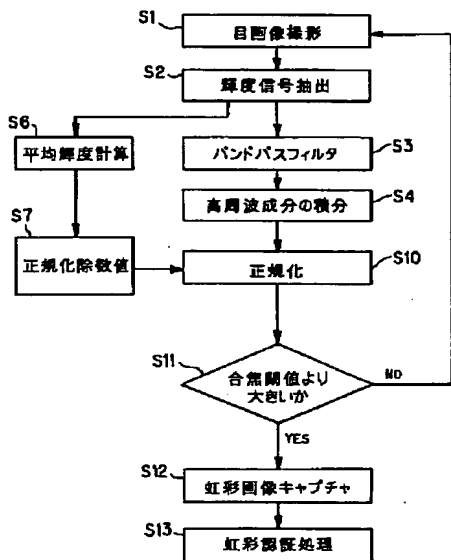 S1
目画像撮影
S2
輝度信号抽出
S6
平均輝度計算
バンドパスフィルタ
S3
高周波成分の積分
S4
S7
正規化除数値
正規化
S10
S11
合焦閾値より
大きいか
NO
YES
S12
虹彩画像キャプチャ
S13
虹彩認証処理